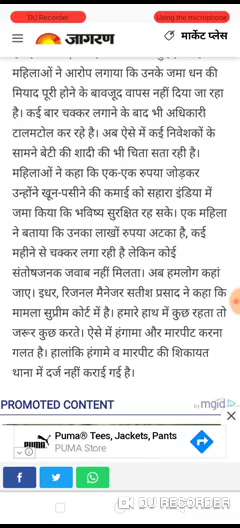 'DU Recorder'
Using the microphone
जागरण
मार्केट प्लेस
महिलाओं ने आरोप लगाया कि उनके जमा धन की
मियाद पूरी होने के बावजूद वापस नहीं दिया जा रहा
है। कई बार चक्कर लगाने के बाद भी अधिकारी
टालमटोल कर रहे है। अब ऐसे में कई निवेशकों के
सामने बेटी की शादी की भी चिंता सता रही है।
महिलाओं ने कहा कि एक-एक रुपया जोड़कर
उन्होंने खून-पसीने की कमाई को सहारा इंडिया में
जमा किया कि भविष्य सुरक्षित रह सके। एक महिला
ने बताया कि उनका लाखों रुपया अटका है, कई
महीने से चक्कर लगा रही है लेकिन कोई
संतोषजनक जवाब नहीं मिलता। अब हमलोग कहां
जाए। इधर, रिजनल मैनेजर सतीश प्रसाद ने कहा कि
मामला सुप्रीम कोर्ट में है। हमारे हाथ में कुछ रहता तो
जरूर कुछ करते। ऐसे में हंगामा और मारपीट करना
गलत है। हालांकि हंगामे व मारपीट की शिकायत
थाना में दर्ज नहीं कराई गई है।
PROMOTED CONTENT
by mgid
PUMA
Puma® Tees, Jackets, Pants
PUMA Store
DU RECORDER